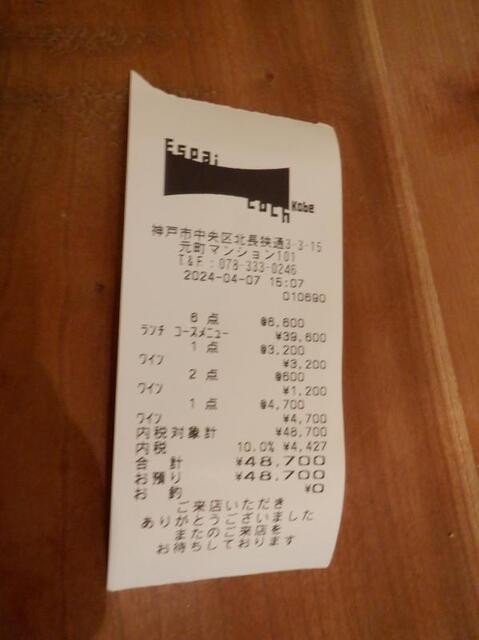 Espai
Coch Kobe
神戸市中央区北長狭通3-3-15
元町マンション101
T&F : 078-333-0246
2024-04-07 15:07
010690
6 点 @6,600
ランチ コースメニュー ¥39,600
1 点 @3,200
ワイン ¥3,200
2 点 @600
ワイン ¥1,200
1 点 @4,700
ワイン ¥4,700
内税対象計 ¥48,700
内税 10.0% ¥4,427
合 計 ¥48,700
お預り ¥48,700
お 釣 ¥0
ご来店いただき
ありがとうございました
またのご来店を
お待ちしております